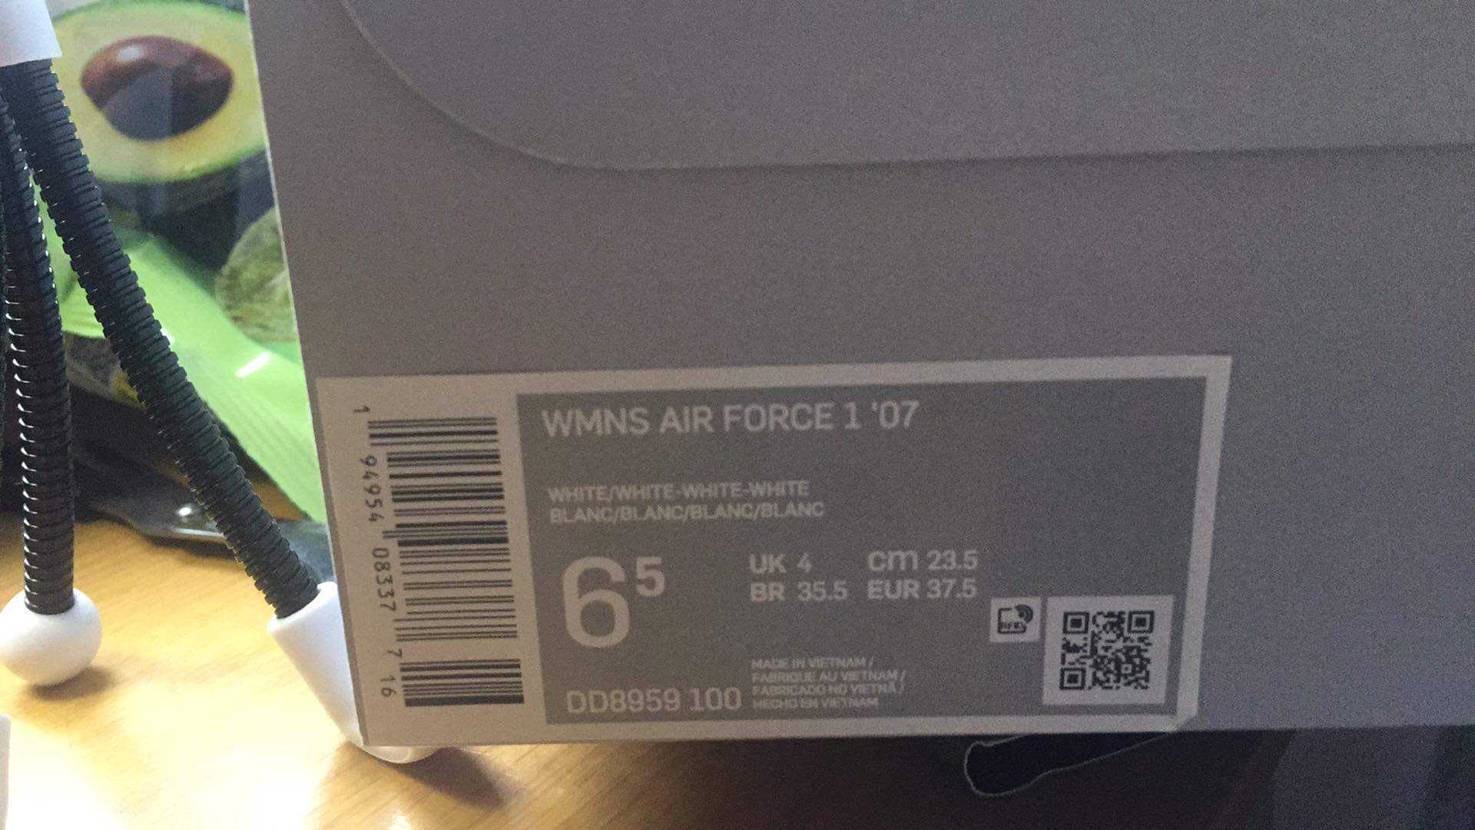 WMNS AIR FORCE 1 '07
WHITE/WHITE-WHITE-WHITE
BLANC/BLANC/BLANC/BLANC
6 5
UK 4 cm 23.5
BR 35.5 EUR 37.5
MADE IN VIETNAM /
FABRIQUE AU VIETNAM /
FABRICADO NO VIETNÃ /
HECHO EN VIETNAM
DD8959 100
1 94954 08337 7 16